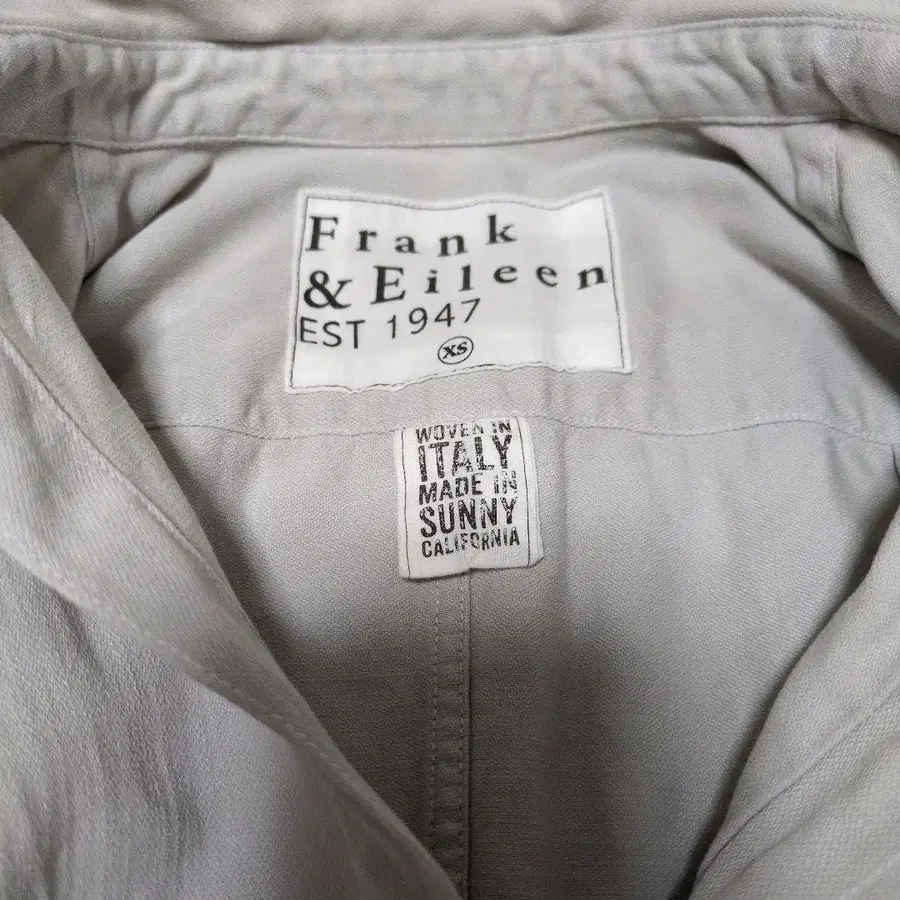 Frank
& Eileen
EST 1947
XS
WOVEN IN
ITALY
MADE IN
SUNNY
CALIFORNIA